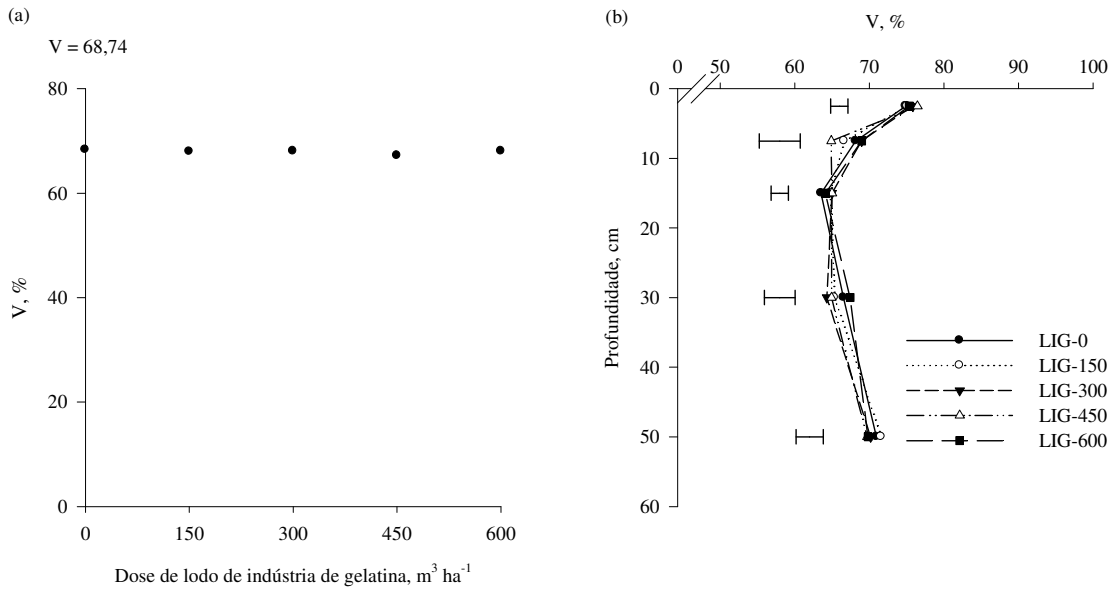 (a)
V = 68,74
80
60
40
20
0
V, %
0 150 300 450 600
Dose de lodo de indústria de gelatina, m³ ha⁻¹
(b)
V, %
0 50 60 70 80 90 100
0
10
20
30
40
50
60
Profundidade, cm
LIG-0
LIG-150
LIG-300
LIG-450
LIG-600